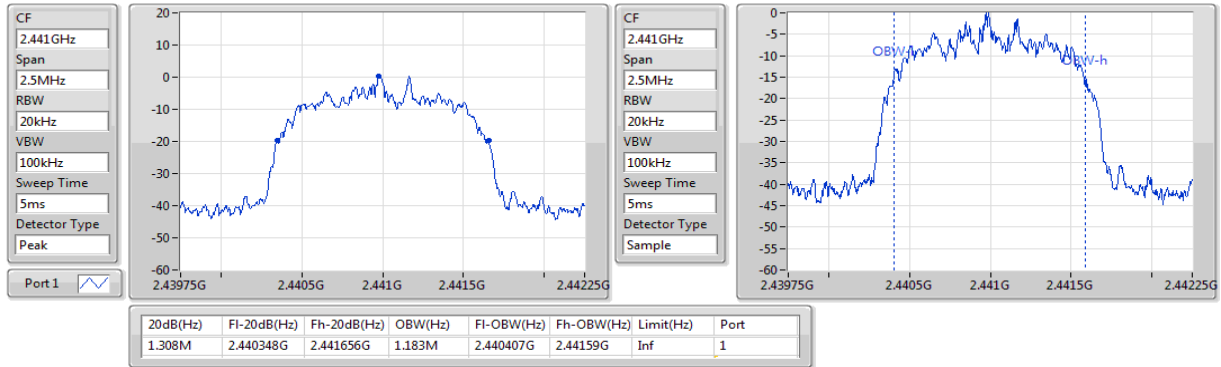 CF
2.441GHz
Span
2.5MHz
RBW
20kHz
VBW
100kHz
Sweep Time
5ms
Detector Type
Peak
Port 1
20
10
0
-10
-20
-30
-40
-50
-60
2.43975G 2.4405G 2.441G 2.4415G 2.44225G
CF
2.441GHz
Span
2.5MHz
RBW
20kHz
VBW
100kHz
Sweep Time
5ms
Detector Type
Sample
0
-5
-10
-15
-20
-25
-30
-35
-40
-45
-50
-55
-60
OBW-
OBW-h
2.43975G 2.4405G 2.441G 2.4415G 2.44225G
20dB(Hz) Fl-20dB(Hz) Fh-20dB(Hz) OBW(Hz) Fl-OBW(Hz) Fh-OBW(Hz) Limit(Hz) Port
1.308M 2.440348G 2.441656G 1.183M 2.440407G 2.44159G Inf 1